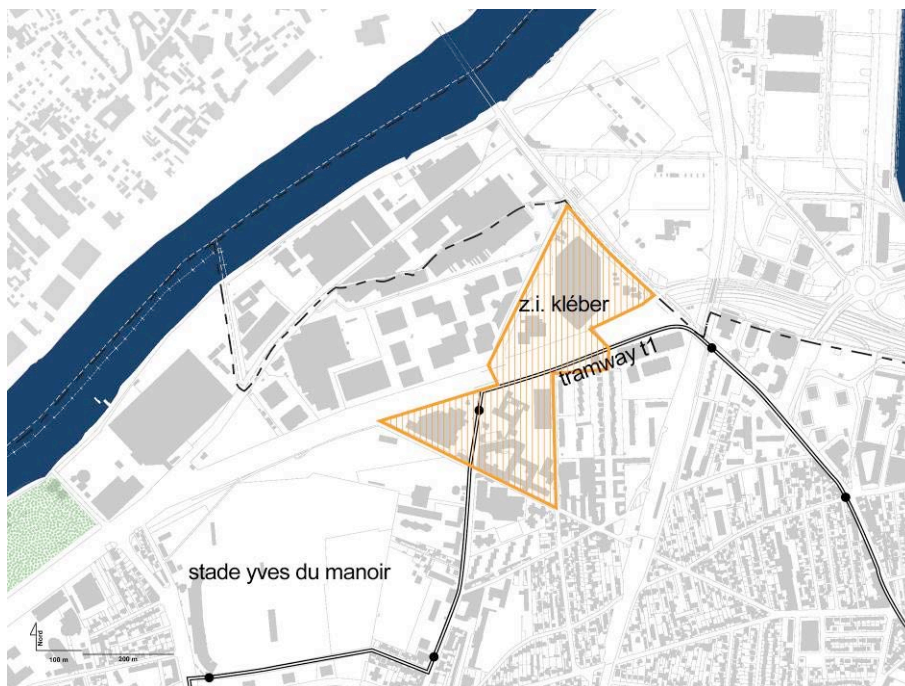 z.i. kléber
tramway t1
stade yves du manoir
Nord
100 m 200 m